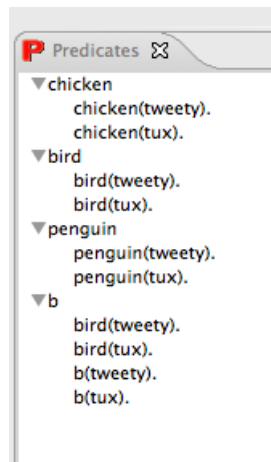 P Predicates
chicken
chicken(tweety).
chicken(tux).
bird
bird(tweety).
bird(tux).
penguin
penguin(tweety).
penguin(tux).
b
bird(tweety).
bird(tux).
b(tweety).
b(tux).